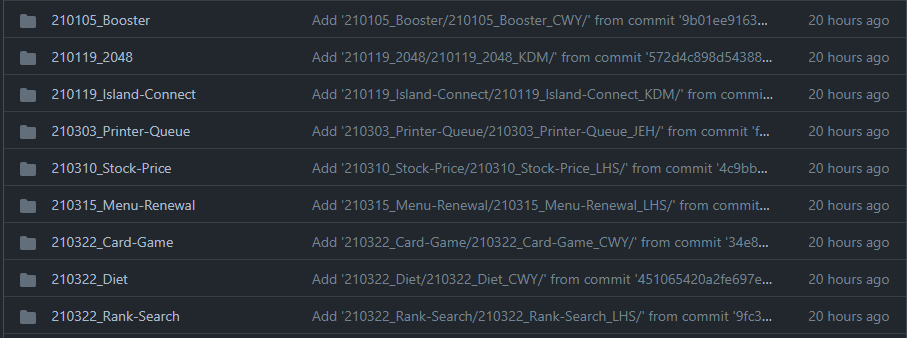 210105_Booster Add '210105_Booster/210105_Booster_CWY/' from commit '9b01ee9163... 20 hours ago
210119_2048 Add '210119_2048/210119_2048_KDM/' from commit '572d4c898d54388... 20 hours ago
210119_Island-Connect Add '210119_Island-Connect/210119_Island-Connect_KDM/' from commi... 20 hours ago
210303_Printer-Queue Add '210303_Printer-Queue/210303_Printer-Queue_JEH/' from commit 'f... 20 hours ago
210310_Stock-Price Add '210310_Stock-Price/210310_Stock-Price_LHS/' from commit '4c9bb... 20 hours ago
210315_Menu-Renewal Add '210315_Menu-Renewal/210315_Menu-Renewal_LHS/' from commit... 20 hours ago
210322_Card-Game Add '210322_Card-Game/210322_Card-Game_CWY/' from commit '34e8... 20 hours ago
210322_Diet Add '210322_Diet/210322_Diet_CWY/' from commit '451065420a2fe697e... 20 hours ago
210322_Rank-Search Add '210322_Rank-Search/210322_Rank-Search_LHS/' from commit '9fc3... 20 hours ago